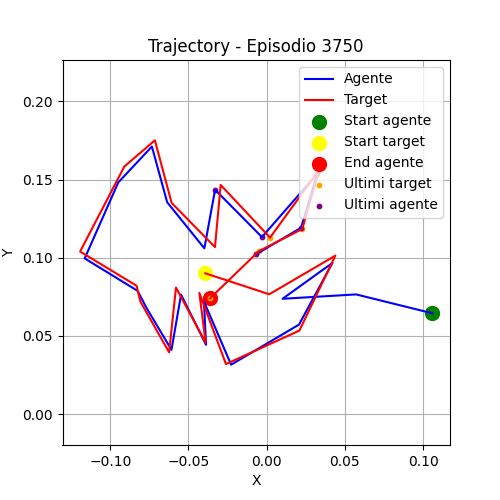 Trajectory - Episodio 3750
Agente
Target
Start agente
Start target
End agente
Ultimi target
Ultimi agente
Y
0.20
0.15
0.10
0.05
0.00
−0.10
−0.05
0.00
0.05
0.10
X